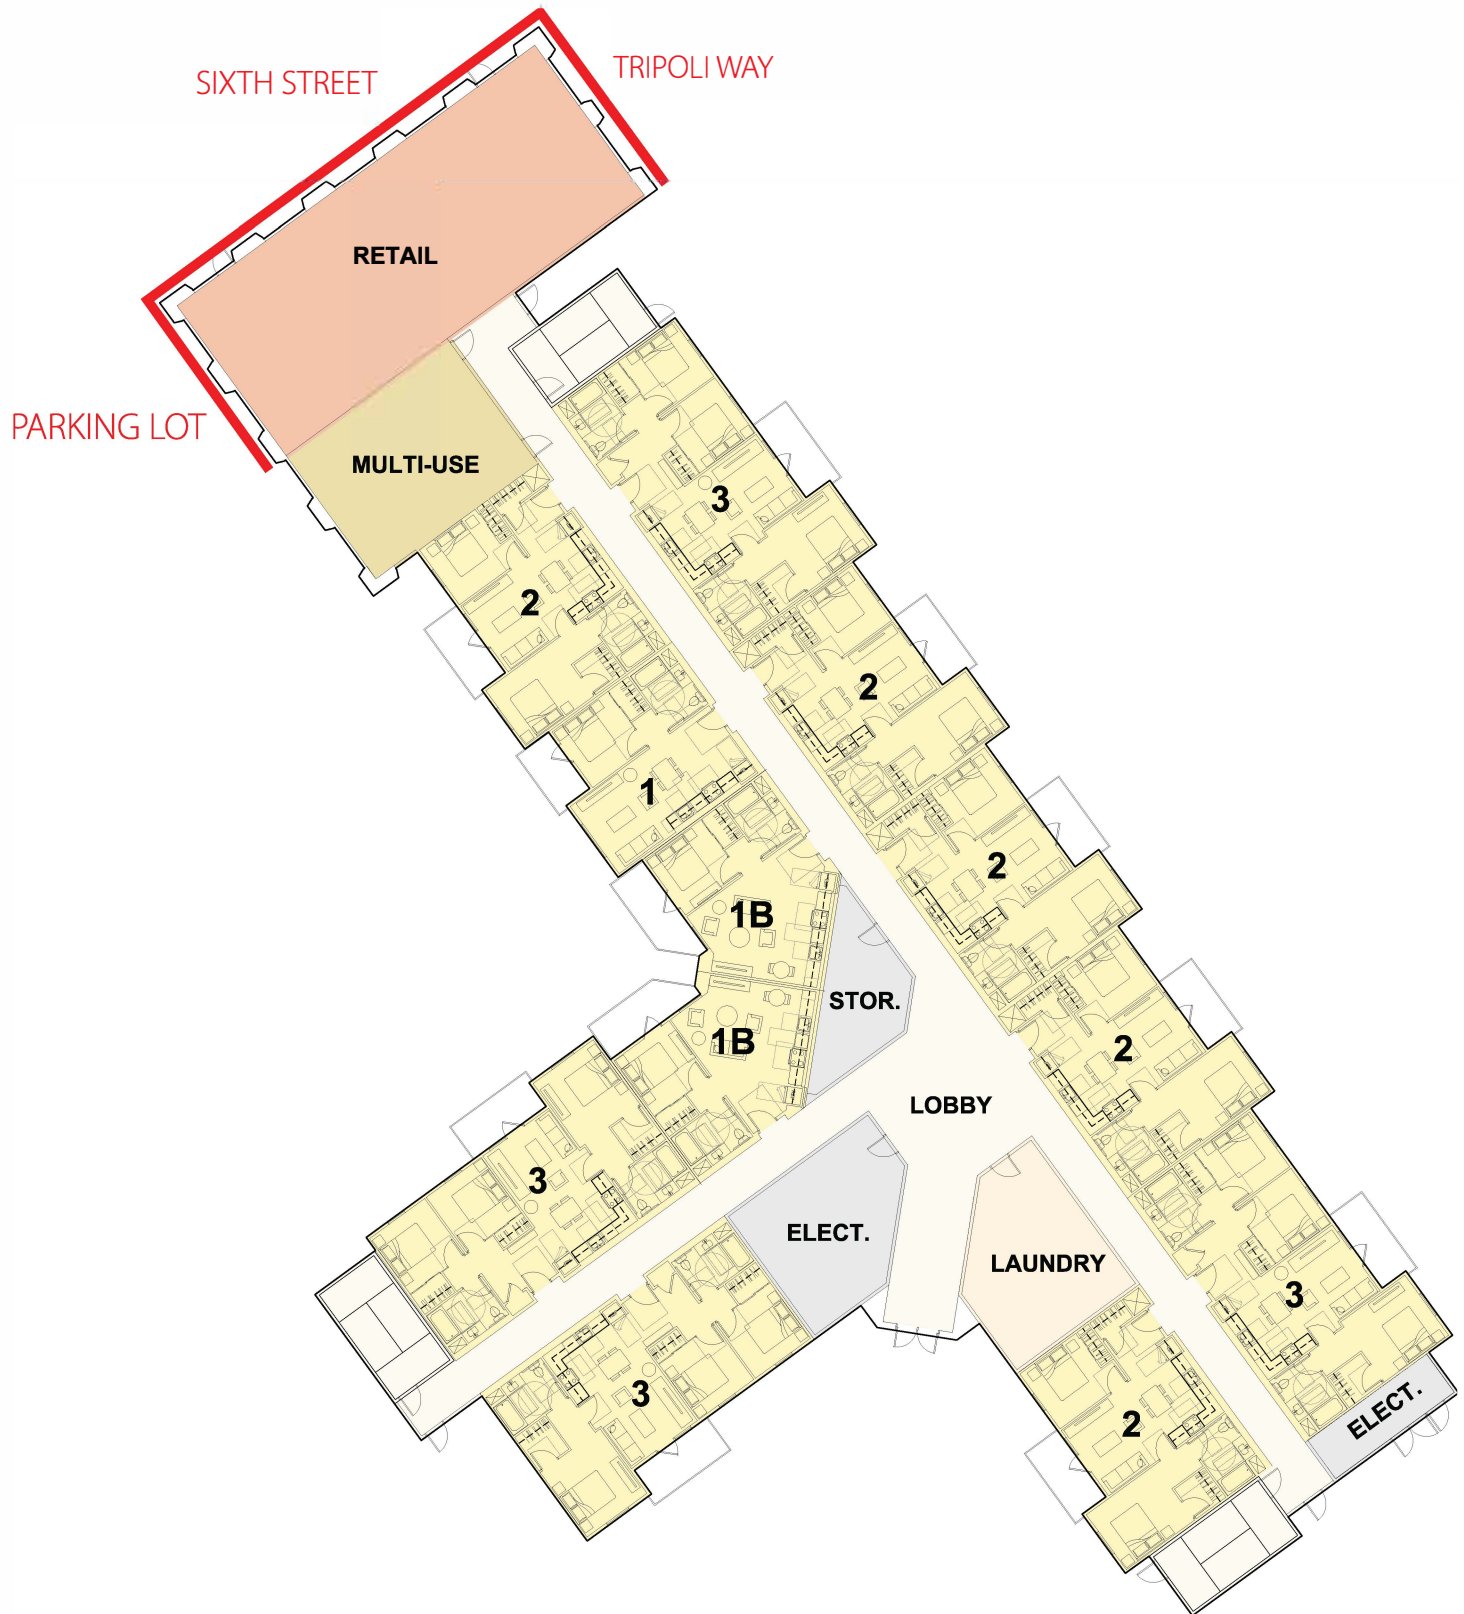 TRIPOLI WAY
SIXTH STREET
RETAIL
PARKING LOT
MULTI-USE
3
2
2
1
2
1B
STOR.
1B
2
LOBBY
3
ELECT.
LAUNDRY
3
3
2
ELECT.